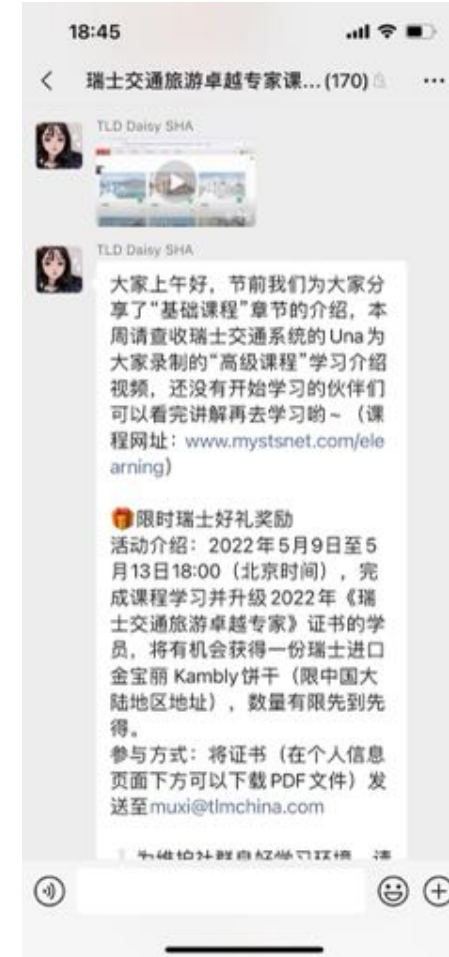 18:45
瑞士交通旅游卓越专家课...(170)
TLD Daisy SHA
TLD Daisy SHA
大家上午好，节前我们为大家分
享了“基础课程”章节的介绍，本
周请查收瑞士交通系统的Una为
大家录制的“高级课程”学习介绍
视频，还没有开始学习的伙伴们
可以看完讲解再去学习哟~（课
程网址：www.mystsnet.com/ele
arning）
🎁限时瑞士好礼奖励
活动介绍：2022年5月9日至5
月13日18:00（北京时间），完
成课程学习并升级2022年《瑞
士交通旅游卓越专家》证书的学
员，将有机会获得一份瑞士进口
金宝丽 Kambly饼干（限中国大
陆地区地址），数量有限先到先
得。
参与方式：将证书（在个人信息
页面下方可以下载PDF文件）发
送至muxi@tlmchina.com
为维护社群良好学习环境，请